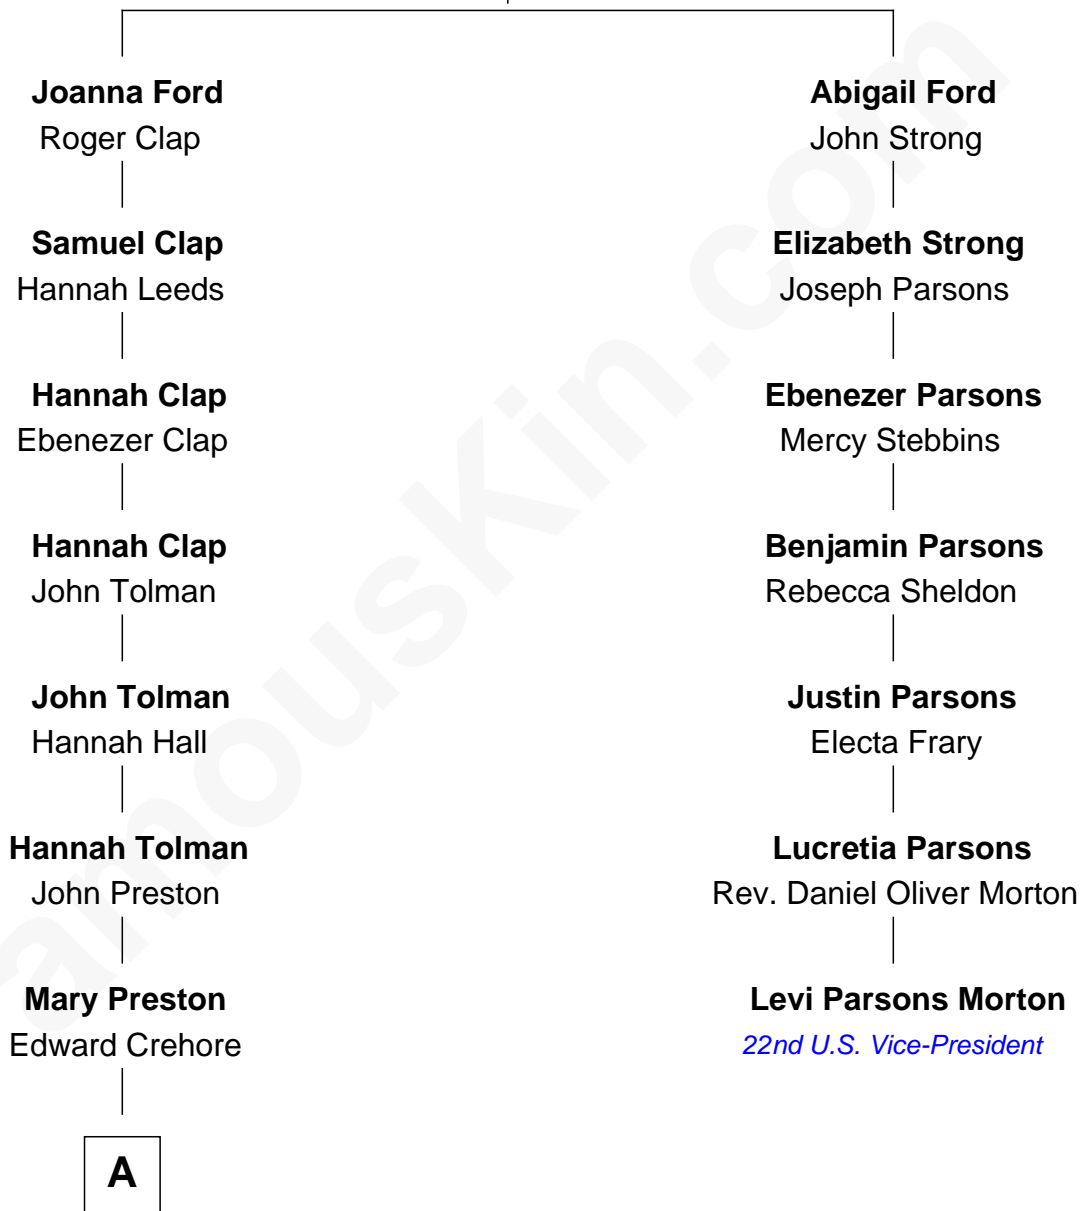 Joanna Ford
Roger Clap
Samuel Clap
Hannah Leeds
Hannah Clap
Ebenezer Clap
Hannah Clap
John Tolman
John Tolman
Hannah Hall
Hannah Tolman
John Preston
Mary Preston
Edward Crehore
A
Abigail Ford
John Strong
Elizabeth Strong
Joseph Parsons
Ebenezer Parsons
Mercy Stebbins
Benjamin Parsons
Rebecca Sheldon
Justin Parsons
Electa Frary
Lucretia Parsons
Rev. Daniel Oliver Morton
Levi Parsons Morton
22nd U.S. Vice-President
amouskin.com